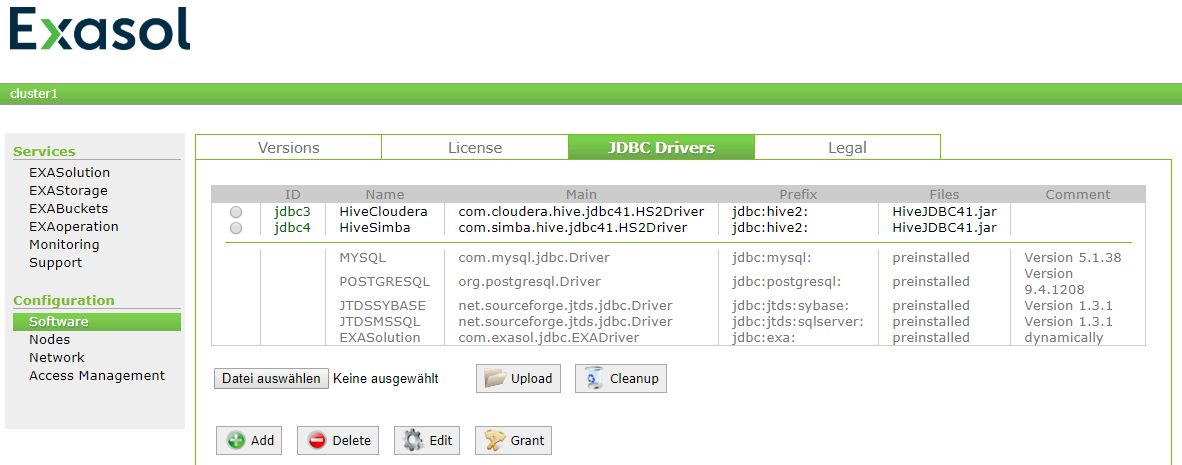 Exasol
cluster1
Services
EXASolution
EXAStorage
EXABuckets
EXAoperation
Monitoring
Support
Configuration
Software
Nodes
Network
Access Management
Versions License JDBC Drivers Legal
ID Name Main Prefix Files Comment
jdbc3 HiveCloudera com.cloudera.hive.jdbc41.HS2Driver jdbc:hive2: HiveJDBC41.jar
jdbc4 HiveSimba com.simba.hive.jdbc41.HS2Driver jdbc:hive2: HiveJDBC41.jar
MYSQL com.mysql.jdbc.Driver jdbc:mysql: preinstalled Version 5.1.38
POSTGRESQL org.postgresql.Driver jdbc:postgresql: preinstalled Version
9.4.1208
JTDSSYBASE net.sourceforge.jtds.jdbc.Driver jdbc:jtds:sybase: preinstalled Version 1.3.1
JTDSMSSQL net.sourceforge.jtds.jdbc.Driver jdbc:jtds:sqlserver: preinstalled Version 1.3.1
EXASolution com.exasol.jdbc.EXADriver jdbc:exa: preinstalled dynamically
Datei auswählen Keine ausgewählt Upload Cleanup
Add Delete Edit Grant